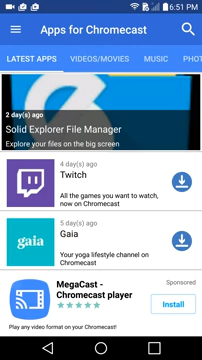 6:51 PM
Apps for Chromecast
LATEST APPS
VIDEOS/MOVIES
MUSIC
PHOT
2 day(s) ago
Solid Explorer File Manager
Explore your files on the big screen
4 day(s) ago
Twitch
All the games you want to watch,
now on Chromecast
5 day(s) ago
gaia
Gaia
Your yoga lifestyle channel on
Chromecast
MegaCast -
Chromecast player
Sponsored
Install
Play any video format on your Chromecast!